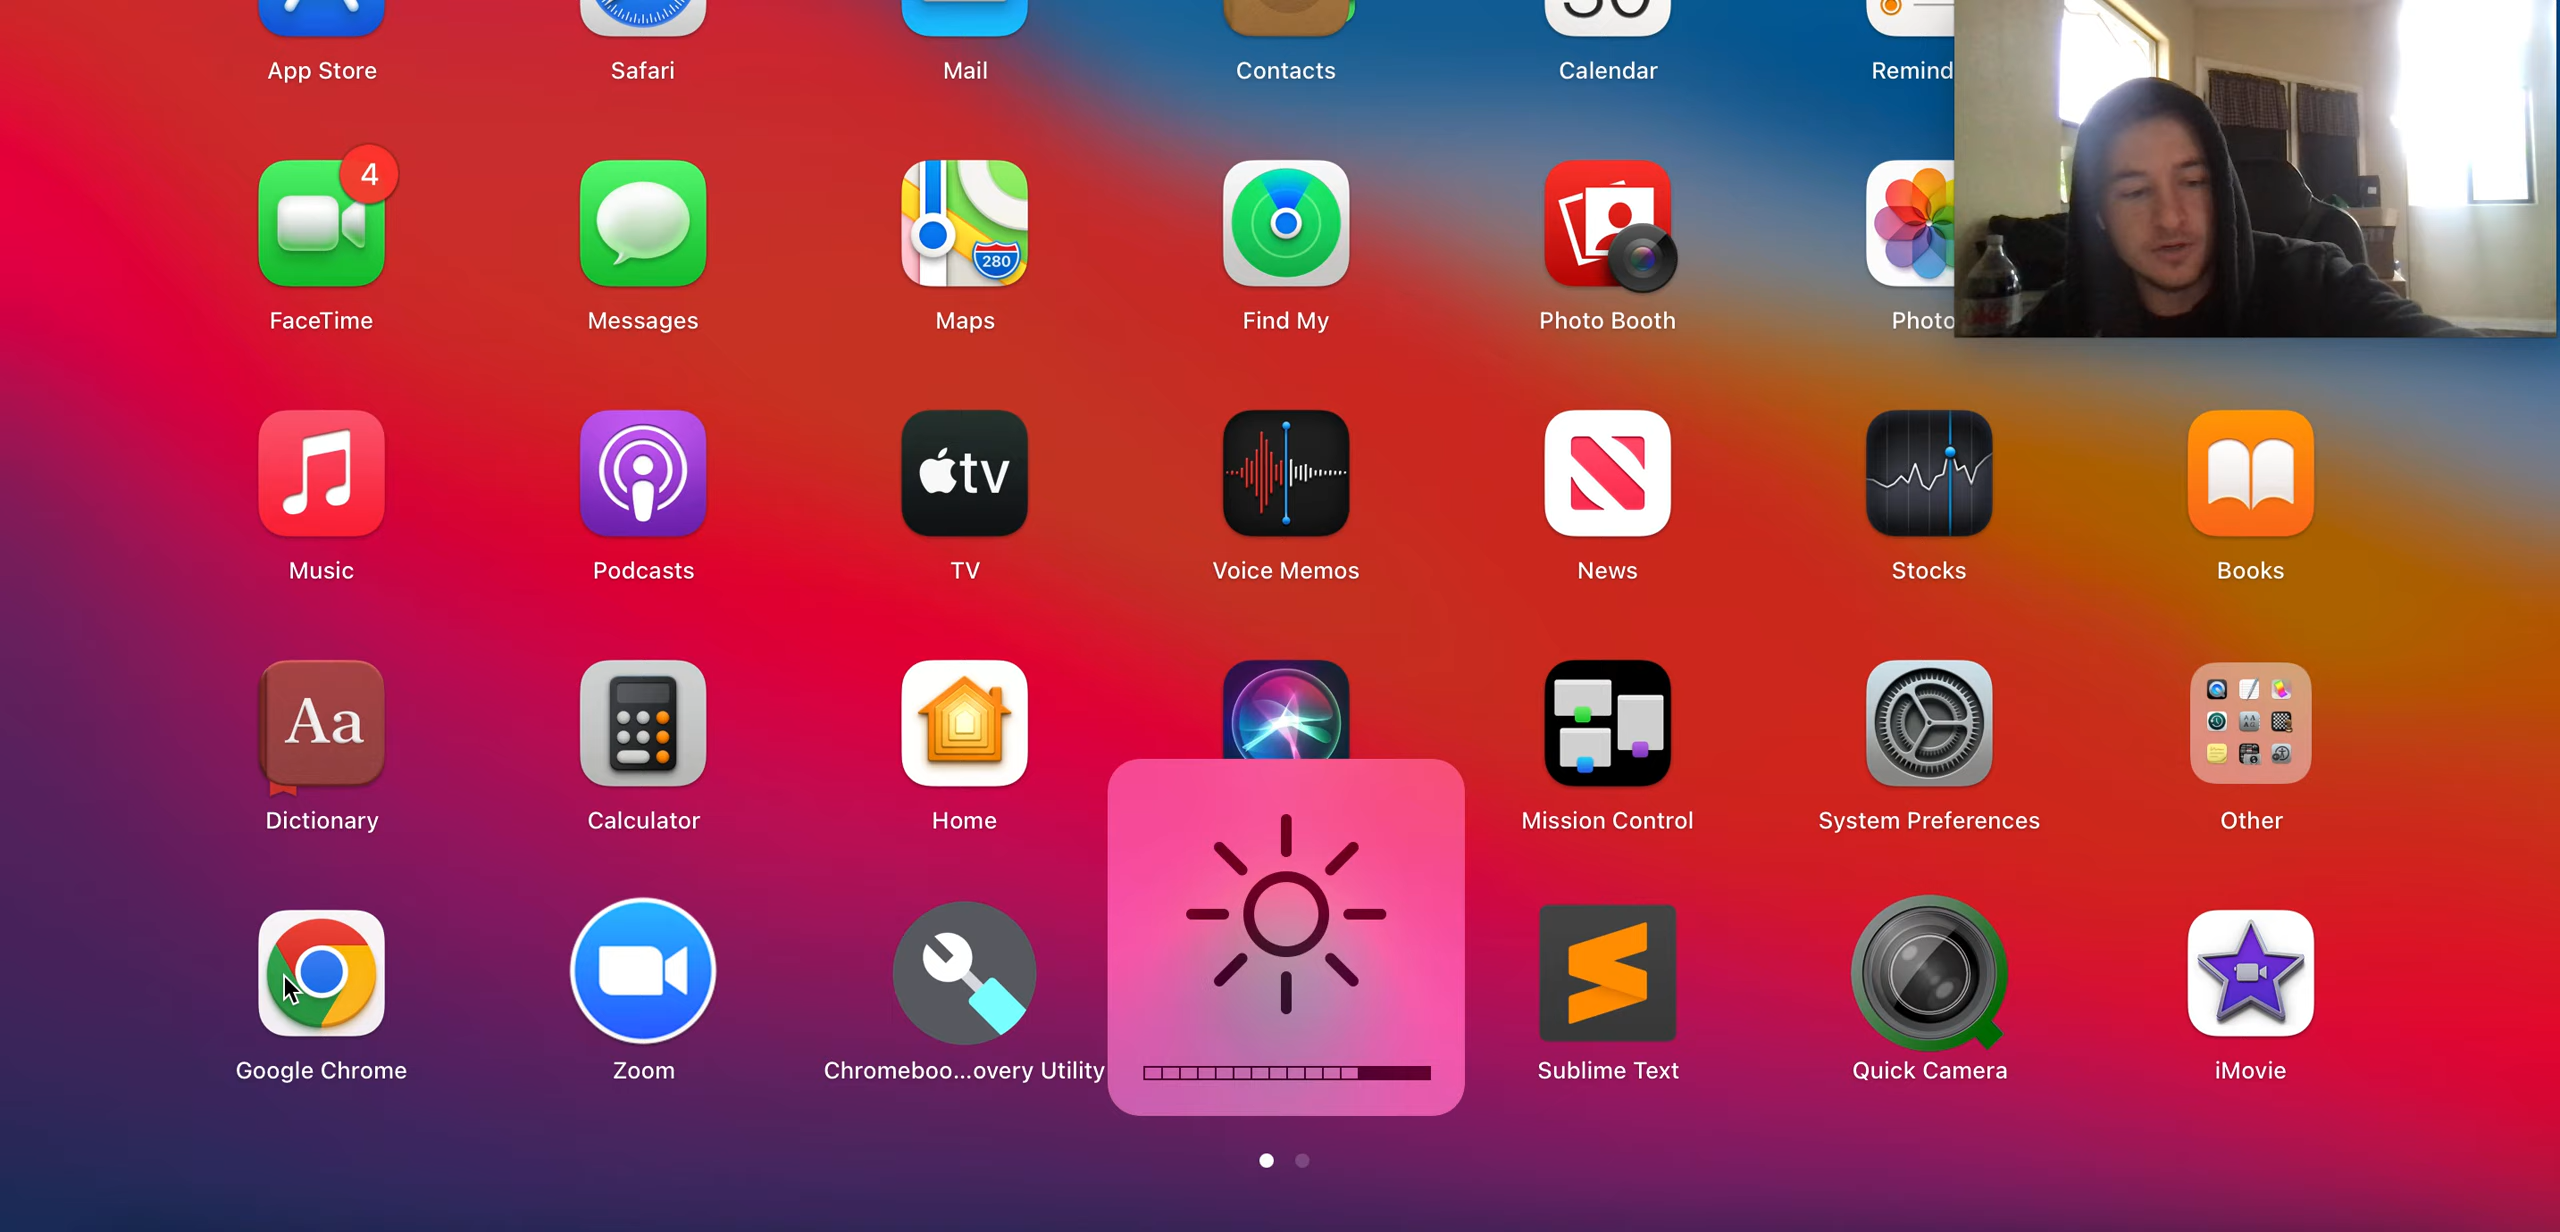 30
App Store Safari Mail Contacts Calendar Remind
4
280
FaceTime Messages Maps Find My Photo Booth Photo
tv
Music Podcasts TV Voice Memos News Stocks Books
Aa
Dictionary Calculator Home Mission Control System Preferences Other
Google Chrome Zoom Chromeboo...overy Utility Sublime Text Quick Camera iMovie